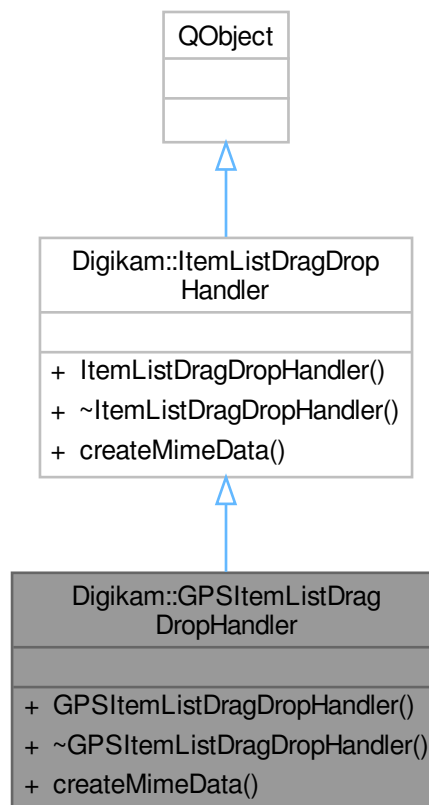 QObject
Digikam::ItemListDragDrop
Handler
+ ItemListDragDropHandler()
+ ~ItemListDragDropHandler()
+ createMimeData()
Digikam::GPSItemListDrag
DropHandler
+ GPSItemListDragDropHandler()
+ ~GPSItemListDragDropHandler()
+ createMimeData()